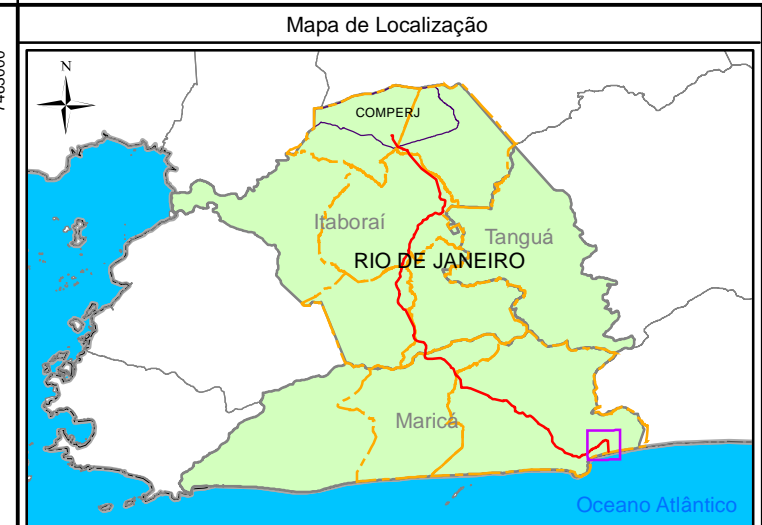 Mapa de Localização
N
COMPERJ
Itaboraí
Tanguá
RIO DE JANEIRO
Maricá
Oceano Atlântico